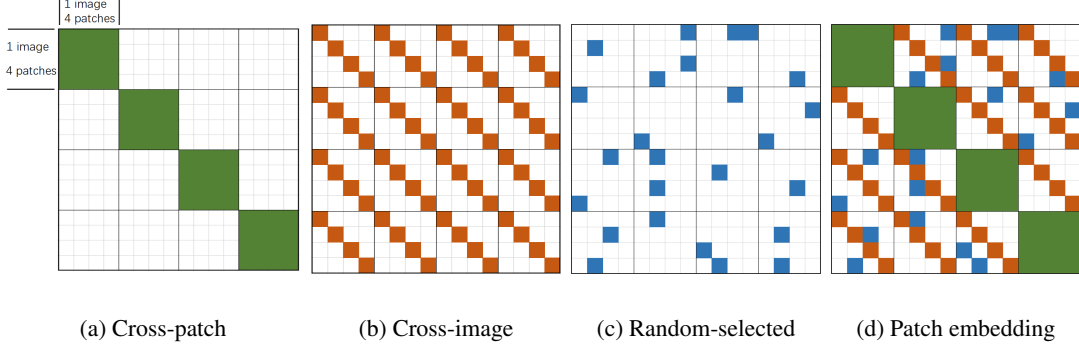 1 image
4 patches
1 image
4 patches
(a) Cross-patch
(b) Cross-image
(c) Random-selected
(d) Patch embedding